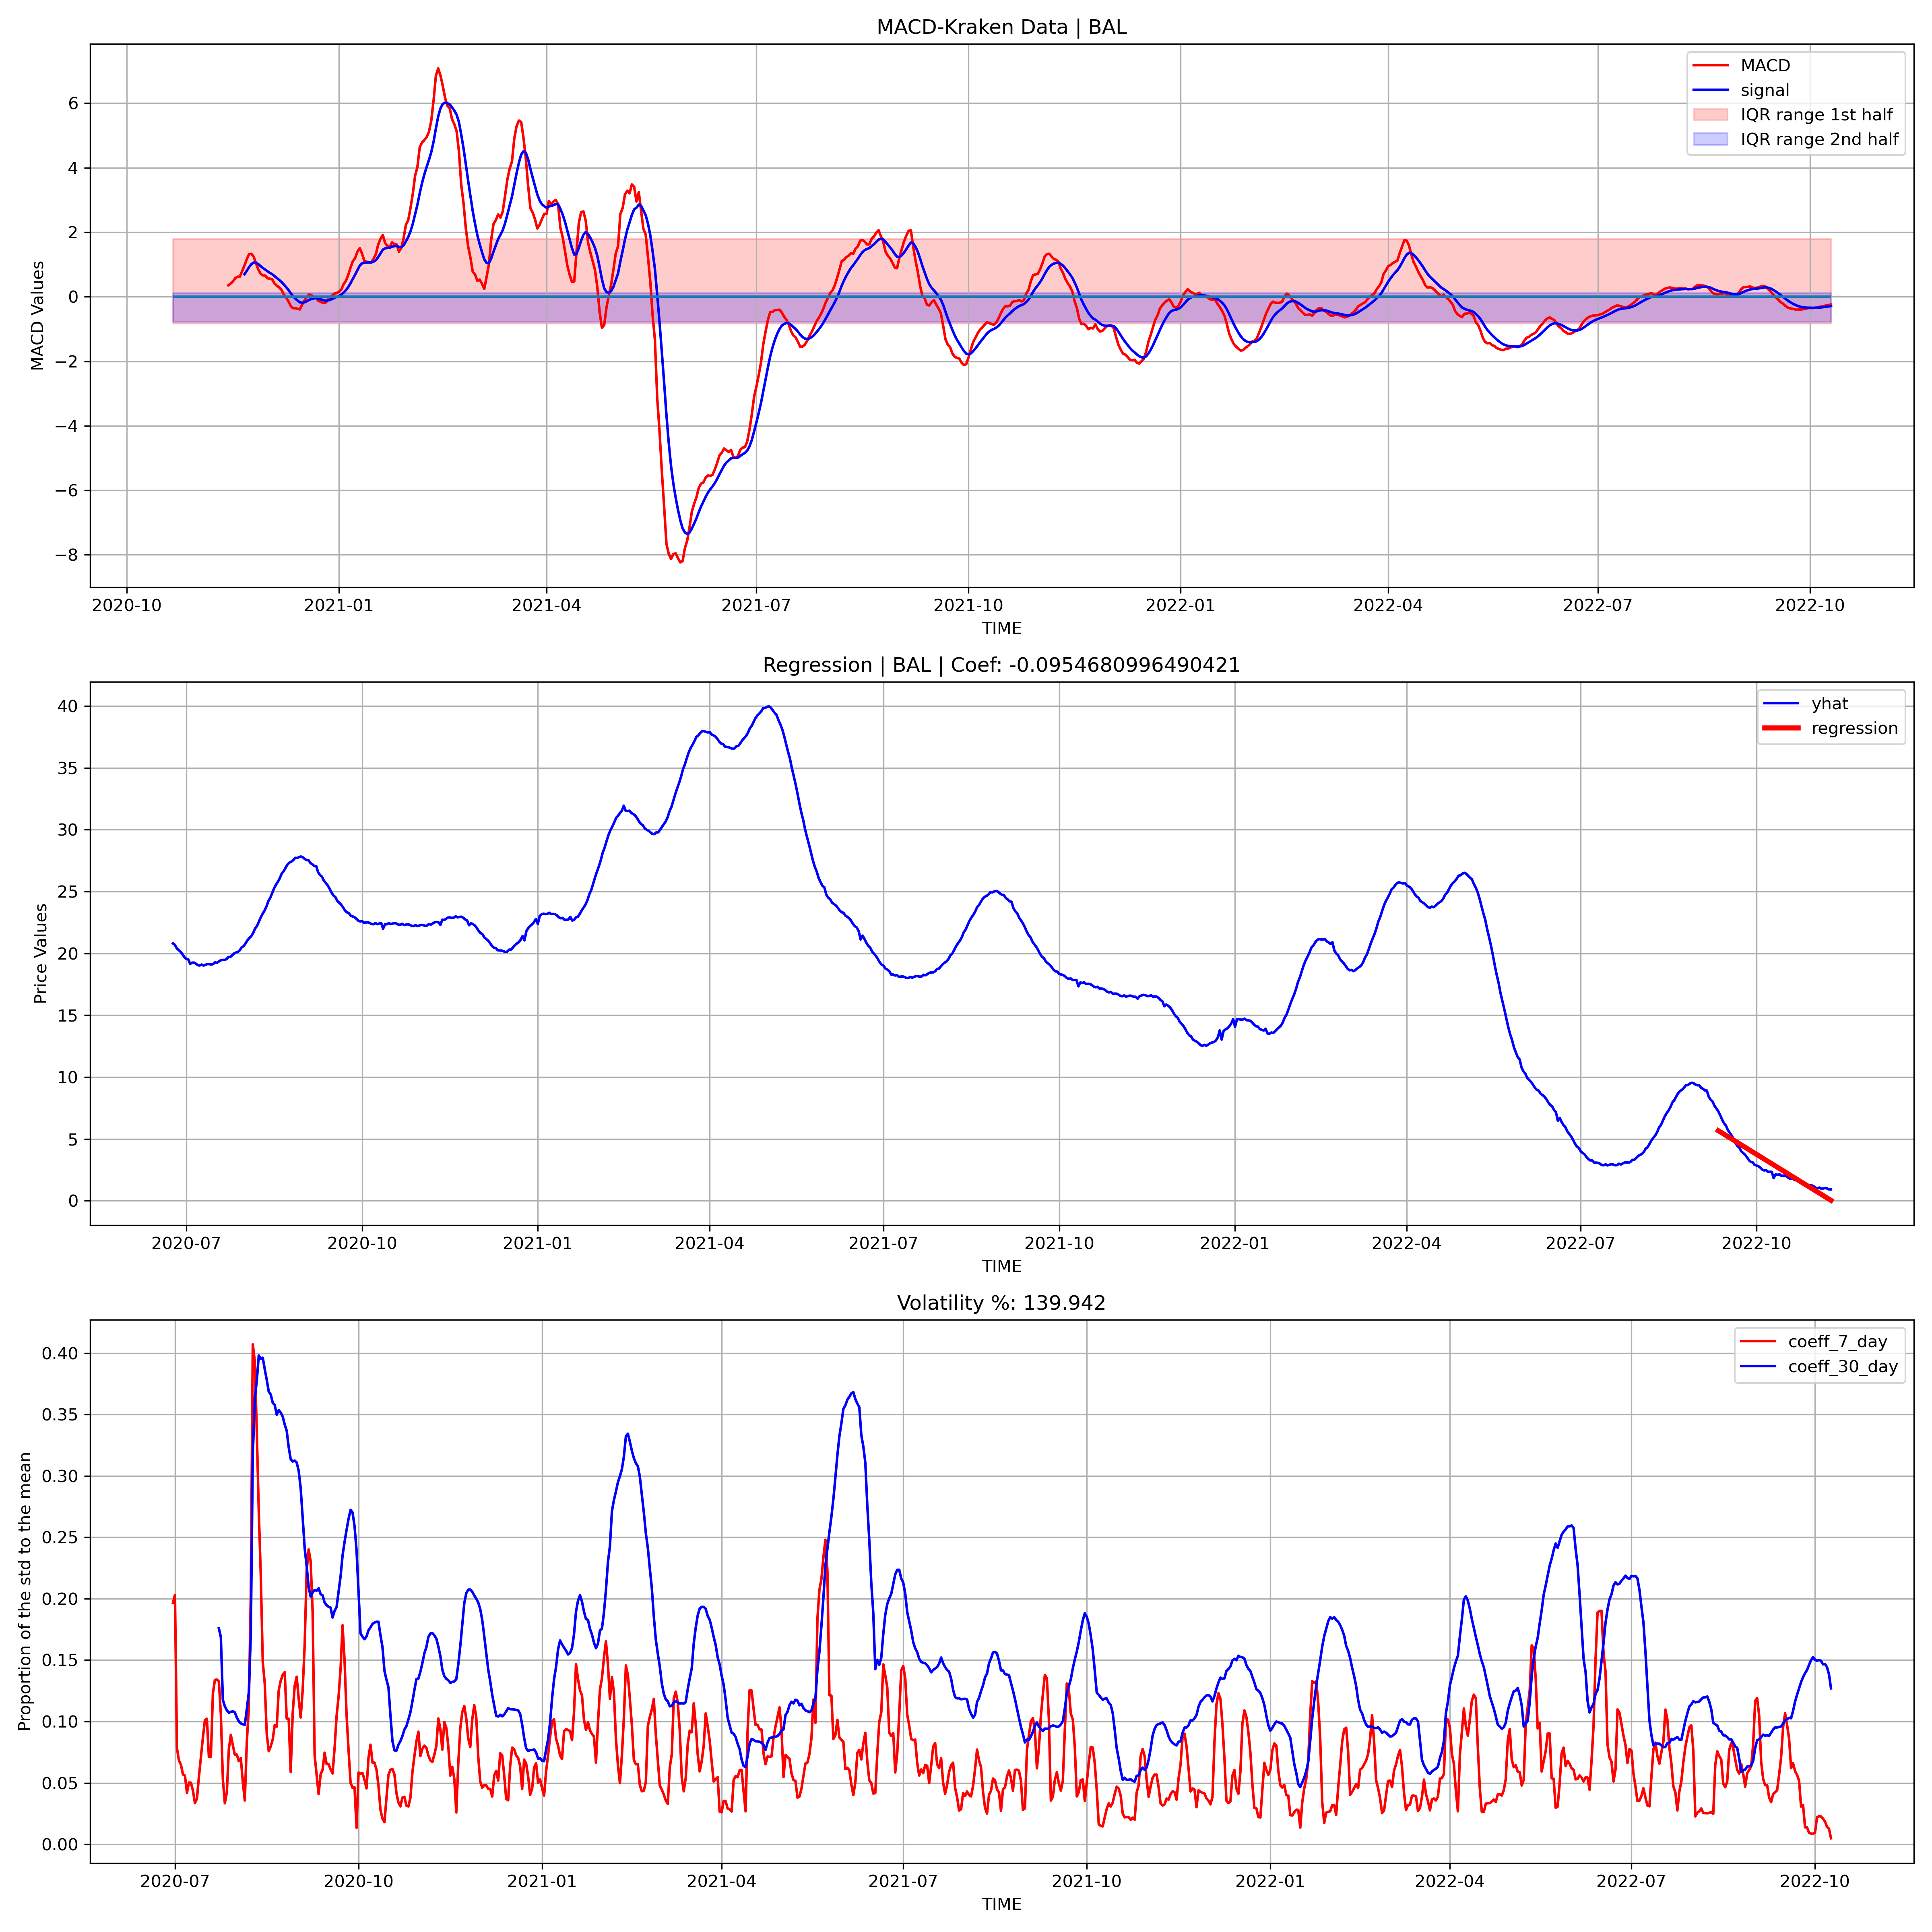 MACD-Kraken Data | BAL
MACD
signal
IQR range 1st half
IQR range 2nd half
MACD Values
6
4
2
0
−2
−4
−6
−8
2020-10 2021-01 2021-04 2021-07 2021-10 2022-01 2022-04 2022-07 2022-10
TIME
Regression | BAL | Coef: -0.0954680996490421
yhat
regression
Price Values
40
35
30
25
20
15
10
5
0
2020-07 2020-10 2021-01 2021-04 2021-07 2021-10 2022-01 2022-04 2022-07 2022-10
TIME
Volatility %: 139.942
coeff_7_day
coeff_30_day
Proportion of the std to the mean
0.40
0.35
0.30
0.25
0.20
0.15
0.10
0.05
0.00
2020-07 2020-10 2021-01 2021-04 2021-07 2021-10 2022-01 2022-04 2022-07 2022-10
TIME